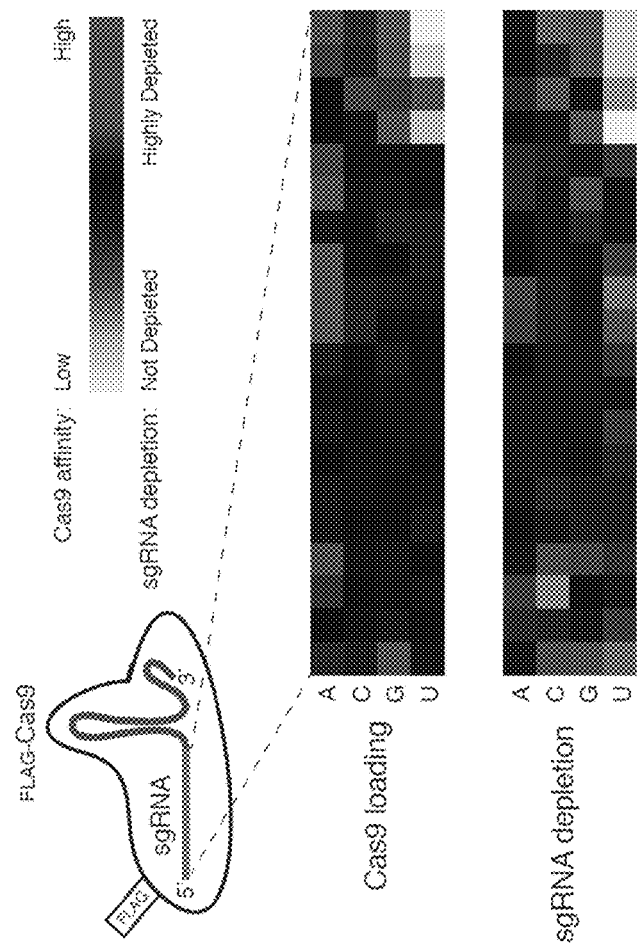 FLAG-Cas9
FLAG
sgRNA
5'
3'
Cas9 affinity: Low High
sgRNA depletion: Not Depleted Highly Depleted
A
C
G
U
Cas9 loading
A
C
G
U
sgRNA depletion